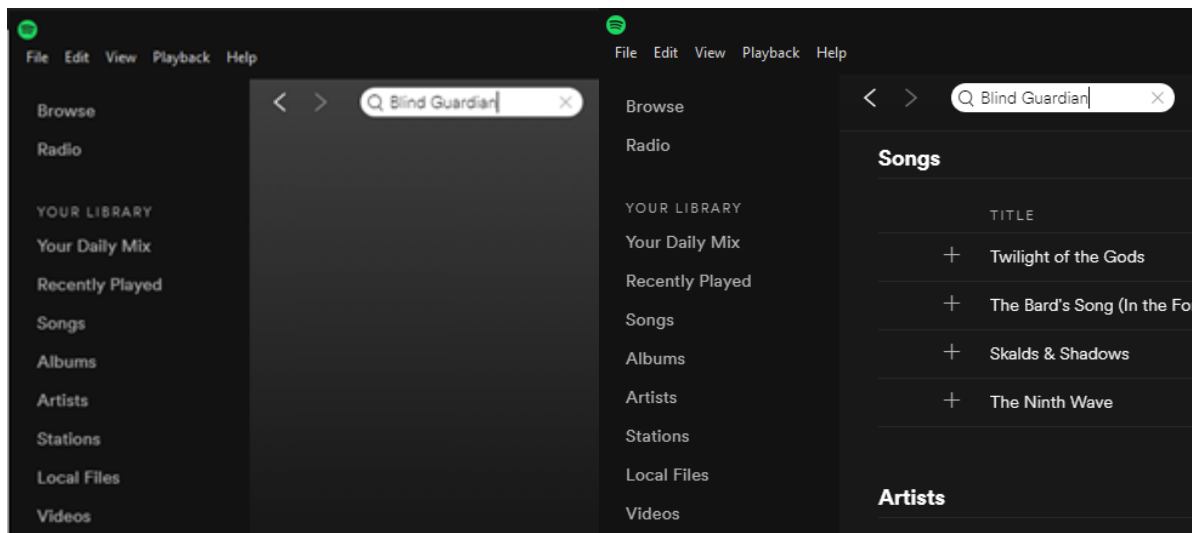 File Edit View Playback Help
Blind Guardian
Browse
Radio
YOUR LIBRARY
Your Daily Mix
Recently Played
Songs
Albums
Artists
Stations
Local Files
Videos
File Edit View Playback Help
Blind Guardian
Browse
Radio
YOUR LIBRARY
Your Daily Mix
Recently Played
Songs
Albums
Artists
Stations
Local Files
Videos
Songs
TITLE
Twilight of the Gods
The Bard's Song (In the Fo
Skalds & Shadows
The Ninth Wave
Artists